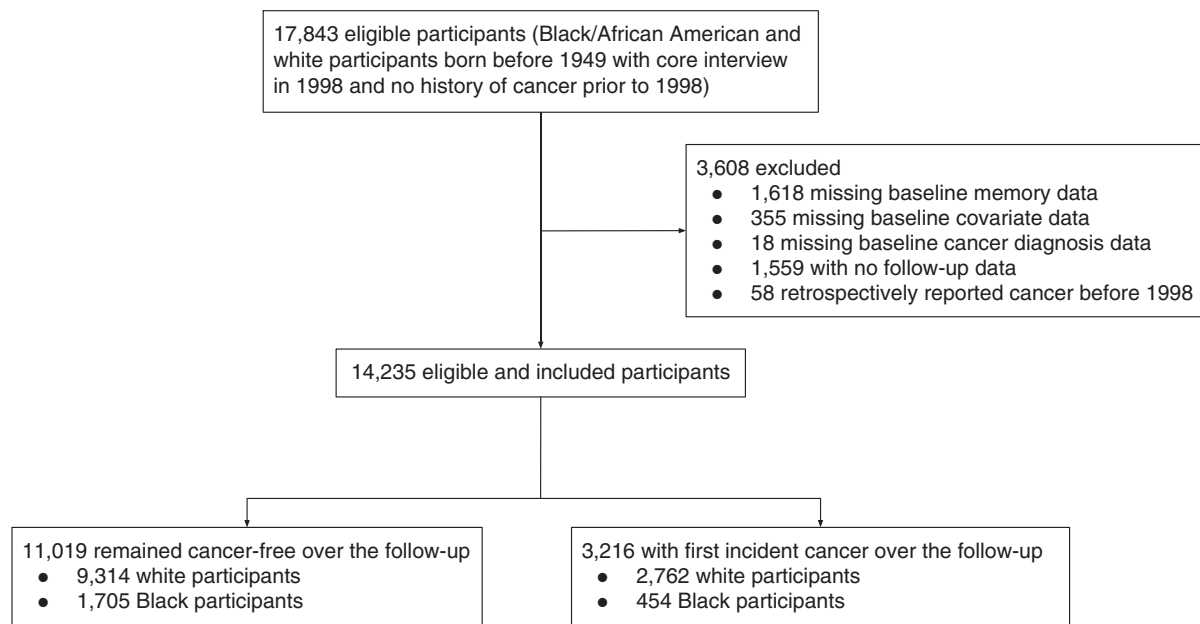 17,843 eligible participants (Black/African American and
white participants born before 1949 with core interview
in 1998 and no history of cancer prior to 1998)
3,608 excluded
● 1,618 missing baseline memory data
● 355 missing baseline covariate data
● 18 missing baseline cancer diagnosis data
● 1,559 with no follow-up data
● 58 retrospectively reported cancer before 1998
14,235 eligible and included participants
11,019 remained cancer-free over the follow-up
● 9,314 white participants
● 1,705 Black participants
3,216 with first incident cancer over the follow-up
● 2,762 white participants
● 454 Black participants